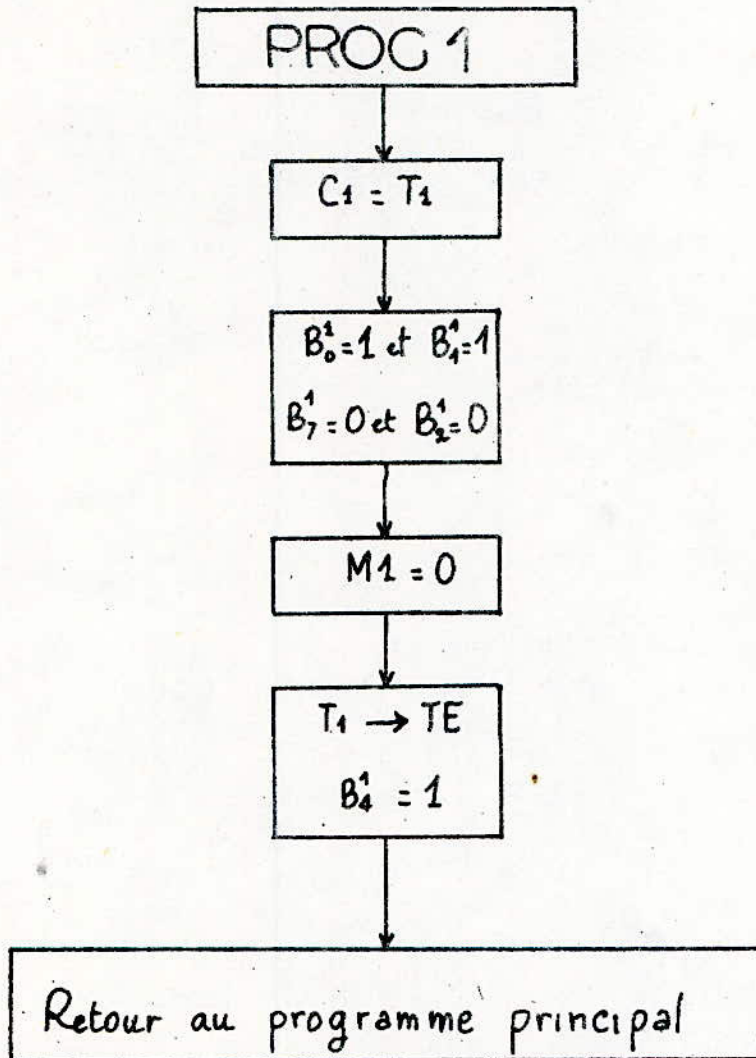 PROG 1
C1 = T1
B¹₀ = 1 et B¹₁ = 1
B¹₇ = 0 et B¹₂ = 0
M1 = 0
T1 → TE
B¹₄ = 1
Retour au programme principal